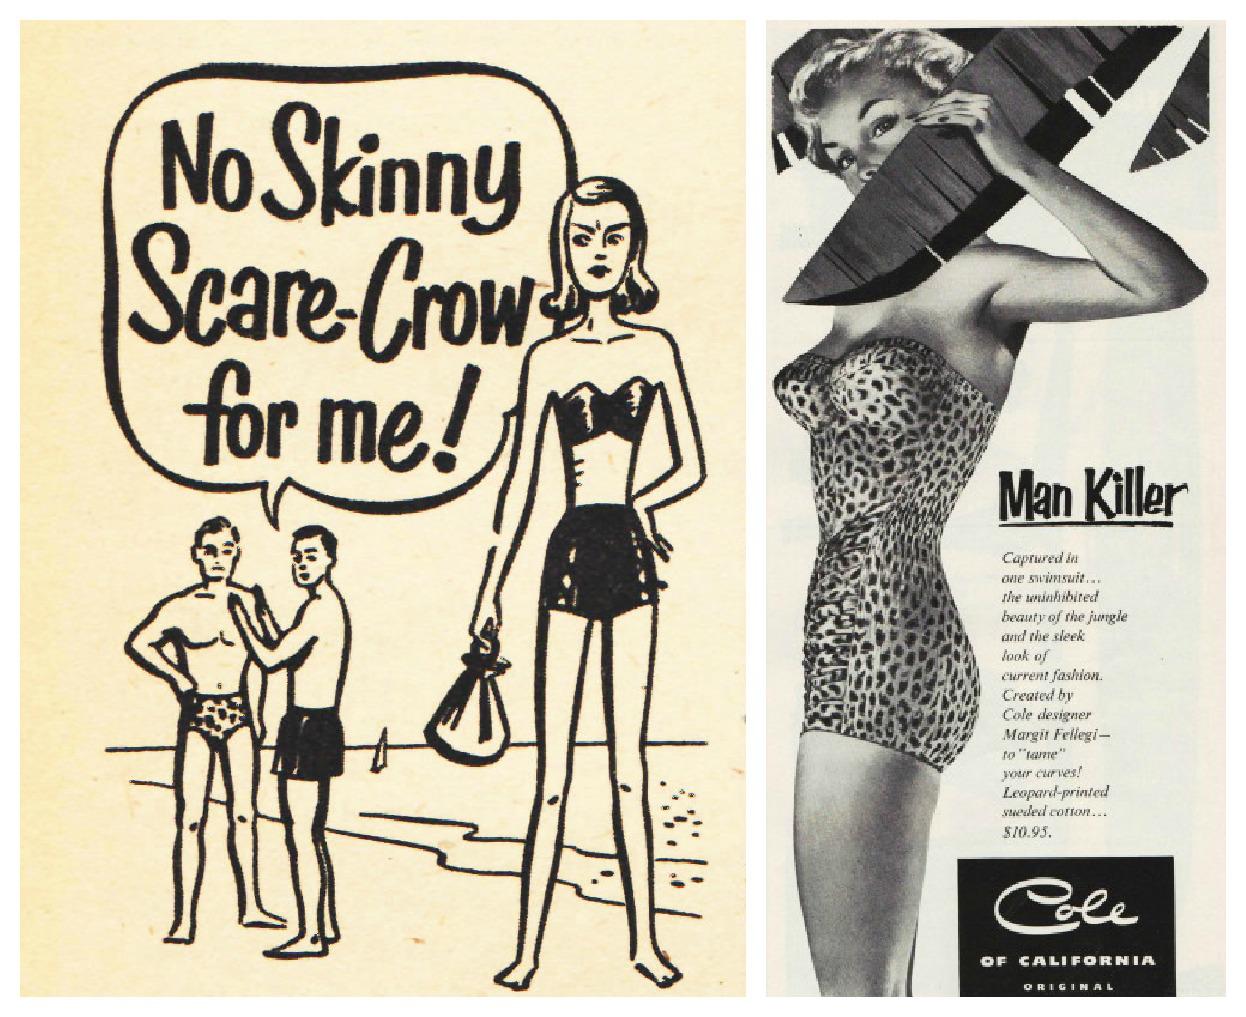 No Skinny
Scare-Crow
for me!
Man Killer
Captured in
one swimsuit...
the uninhibited
beauty of the jungle
and the sleek
look of
current fashion.
Created by
Cole designer
Margit Fellegi—
to "tame"
your curves!
Leopard-printed
sueded cotton...
$10.95.
Cole
OF CALIFORNIA
ORIGINAL